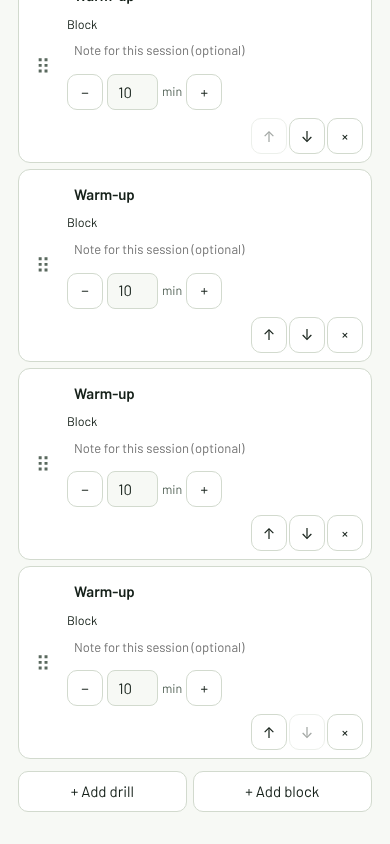 Warm-up
Block
Note for this session (optional)
− 10 min +
↑ ↓ ×
Warm-up
Block
Note for this session (optional)
− 10 min +
↑ ↓ ×
Warm-up
Block
Note for this session (optional)
− 10 min +
↑ ↓ ×
Warm-up
Block
Note for this session (optional)
− 10 min +
↑ ↓ ×
+ Add drill + Add block